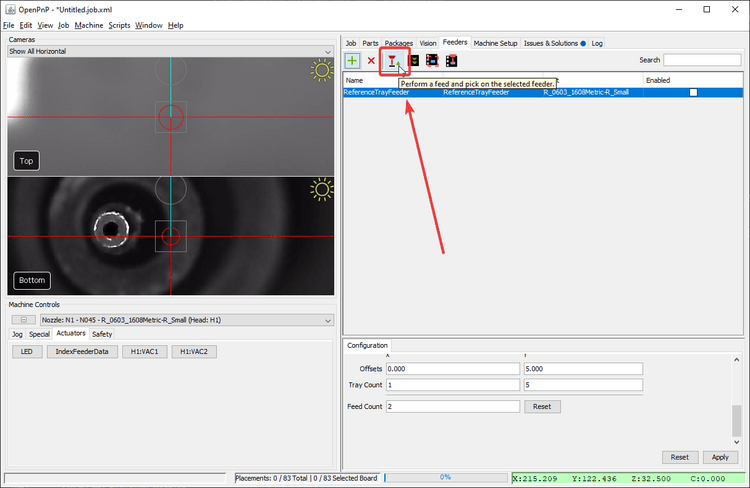 OpenPnP - *Untitled.job.xml
File Edit View Job Machine Scripts Window Help
Cameras
Show All Horizontal
Top
Bottom
Machine Controls
Nozzle: N1 - N045 - R_0603_1608Metric-R_Small (Head: H1)
Jog Special Actuators Safety
LED IndexFeederData H1:VAC1 H1:VAC2
Job Parts Packages Vision Feeders Machine Setup Issues & Solutions Log
Search
Name Enabled
Perform a feed and pick on the selected feeder.
ReferenceTrayFeeder ReferenceTrayFeeder R_0603_1608Metric-R_Small
Configuration
Offsets 0.000 5.000
Tray Count 1 5
Feed Count 2 Reset
Reset Apply
Placements: 0 / 83 Total | 0 / 83 Selected Board 0% X:215.209 Y:122.436 Z:32.500 C:0.000